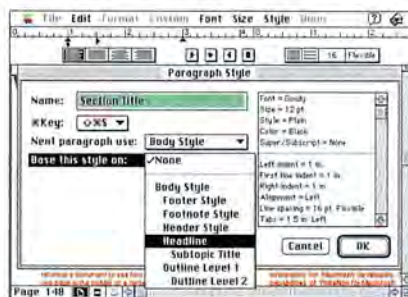 File Edit Format Custom Font Size Style
0 1 2
16 Flexible
Paragraph Style
Name: Section Title
⌘Key: ⇧⌘S
Next paragraph use: Body Style
Base this style on: ✓None
Body Style
Footer Style
Footnote Style
Header Style
Headline
Subtopic Title
Outline Level 1
Outline Level 2
Font = Goudy
Size = 12 pt.
Style = Plain
Color = Black
Super/Subscript = None
Left indent = 1 in.
First line indent = 1 in.
Right indent = 1 in.
Alignment = Left
Line spacing = 16 pt. Flexible
Tabs = 1.5 in. Left
Cancel OK
Page 148